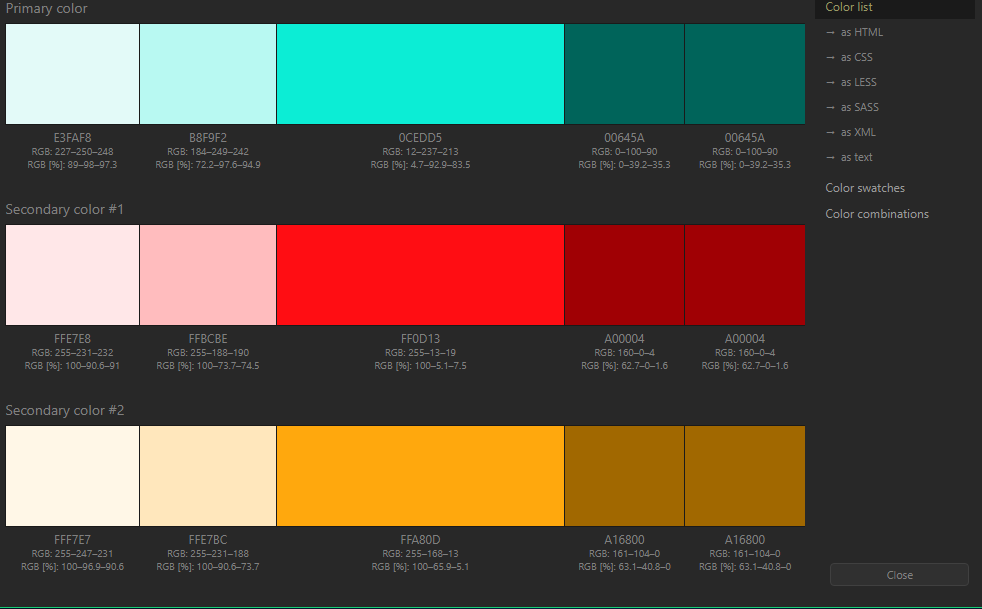 Primary color
E3FAF8
RGB: 227–250–248
RGB [%]: 89–98–97.3
B8F9F2
RGB: 184–249–242
RGB [%]: 72.2–97.6–94.9
0CEDD5
RGB: 12–237–213
RGB [%]: 4.7–92.9–83.5
00645A
RGB: 0–100–90
RGB [%]: 0–39.2–35.3
00645A
RGB: 0–100–90
RGB [%]: 0–39.2–35.3
Secondary color #1
FFE7E8
RGB: 255–231–232
RGB [%]: 100–90.6–91
FFBCBE
RGB: 255–188–190
RGB [%]: 100–73.7–74.5
FF0D13
RGB: 255–13–19
RGB [%]: 100–5.1–7.5
A00004
RGB: 160–0–4
RGB [%]: 62.7–0–1.6
A00004
RGB: 160–0–4
RGB [%]: 62.7–0–1.6
Secondary color #2
FFF7E7
RGB: 255–247–231
RGB [%]: 100–96.9–90.6
FFE7BC
RGB: 255–231–188
RGB [%]: 100–90.6–73.7
FFA80D
RGB: 255–168–13
RGB [%]: 100–65.9–5.1
A16800
RGB: 161–104–0
RGB [%]: 63.1–40.8–0
A16800
RGB: 161–104–0
RGB [%]: 63.1–40.8–0
Color list
→ as HTML
→ as CSS
→ as LESS
→ as SASS
→ as XML
→ as text
Color swatches
Color combinations
Close